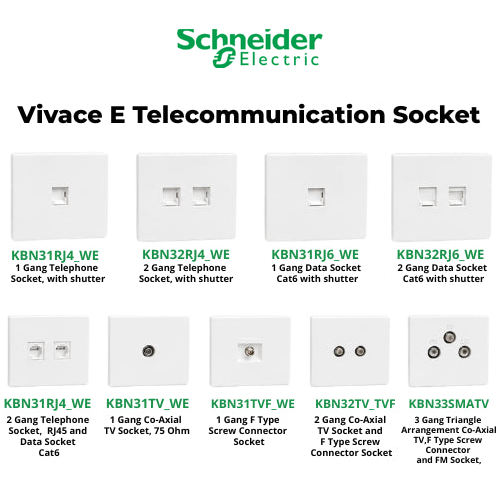 Schneider
Electric
Vivace E Telecommunication Socket
KBN31RJ4_WE
1 Gang Telephone
Socket, with shutter
KBN32RJ4_WE
2 Gang Telephone
Socket, with shutter
KBN31RJ6_WE
1 Gang Data Socket
Cat6 with shutter
KBN32RJ6_WE
2 Gang Data Socket
Cat6 with shutter
KBN31RJ4_WE
2 Gang Telephone
Socket, RJ45 and
Data Socket
Cat6
KBN31TV_WE
1 Gang Co-Axial
TV Socket, 75 Ohm
KBN31TVF_WE
1 Gang F Type
Screw Connector
Socket
KBN32TV_TVF
2 Gang Co-Axial
TV Socket and
F Type Screw
Connector Socket
KBN33SMATV
3 Gang Triangle
Arrangement Co-Axial
TV,F Type Screw
Connector
and FM Socket,